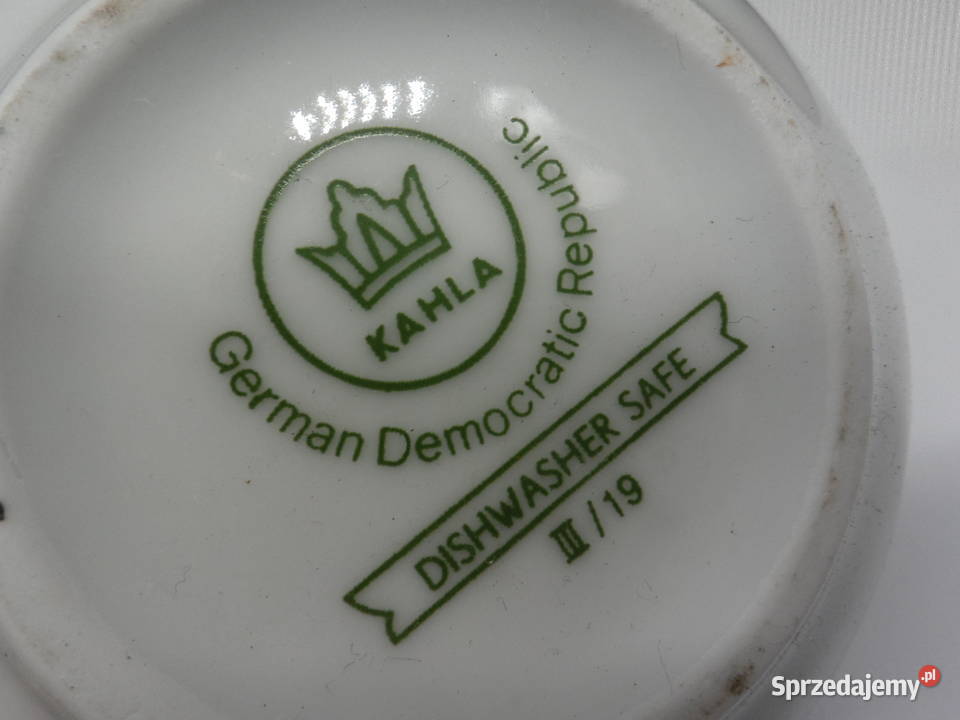 KAHLA
German Democratic Republic
DISHWASHER SAFE
III / 19
Sprzedajemy.pl